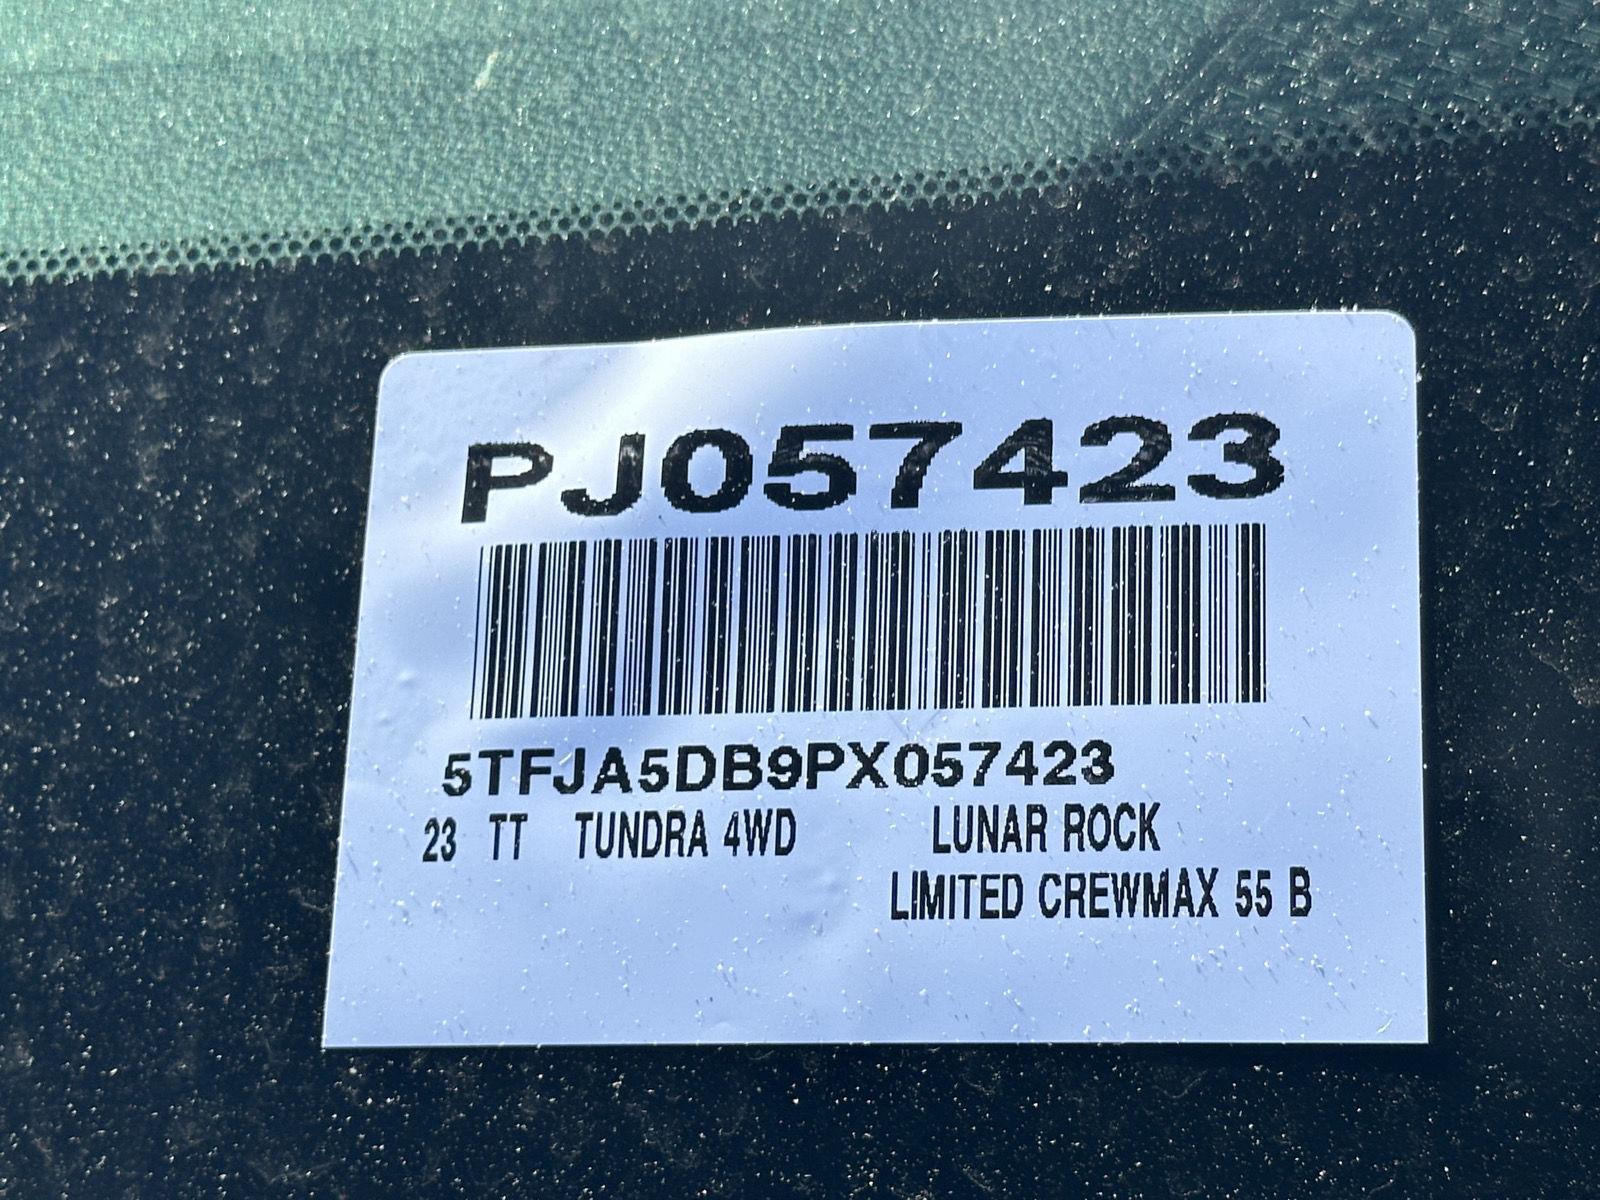 PJ057423
5TFJA5DB9PX057423
23 TT TUNDRA 4WD LUNAR ROCK
LIMITED CREWMAX 55 B